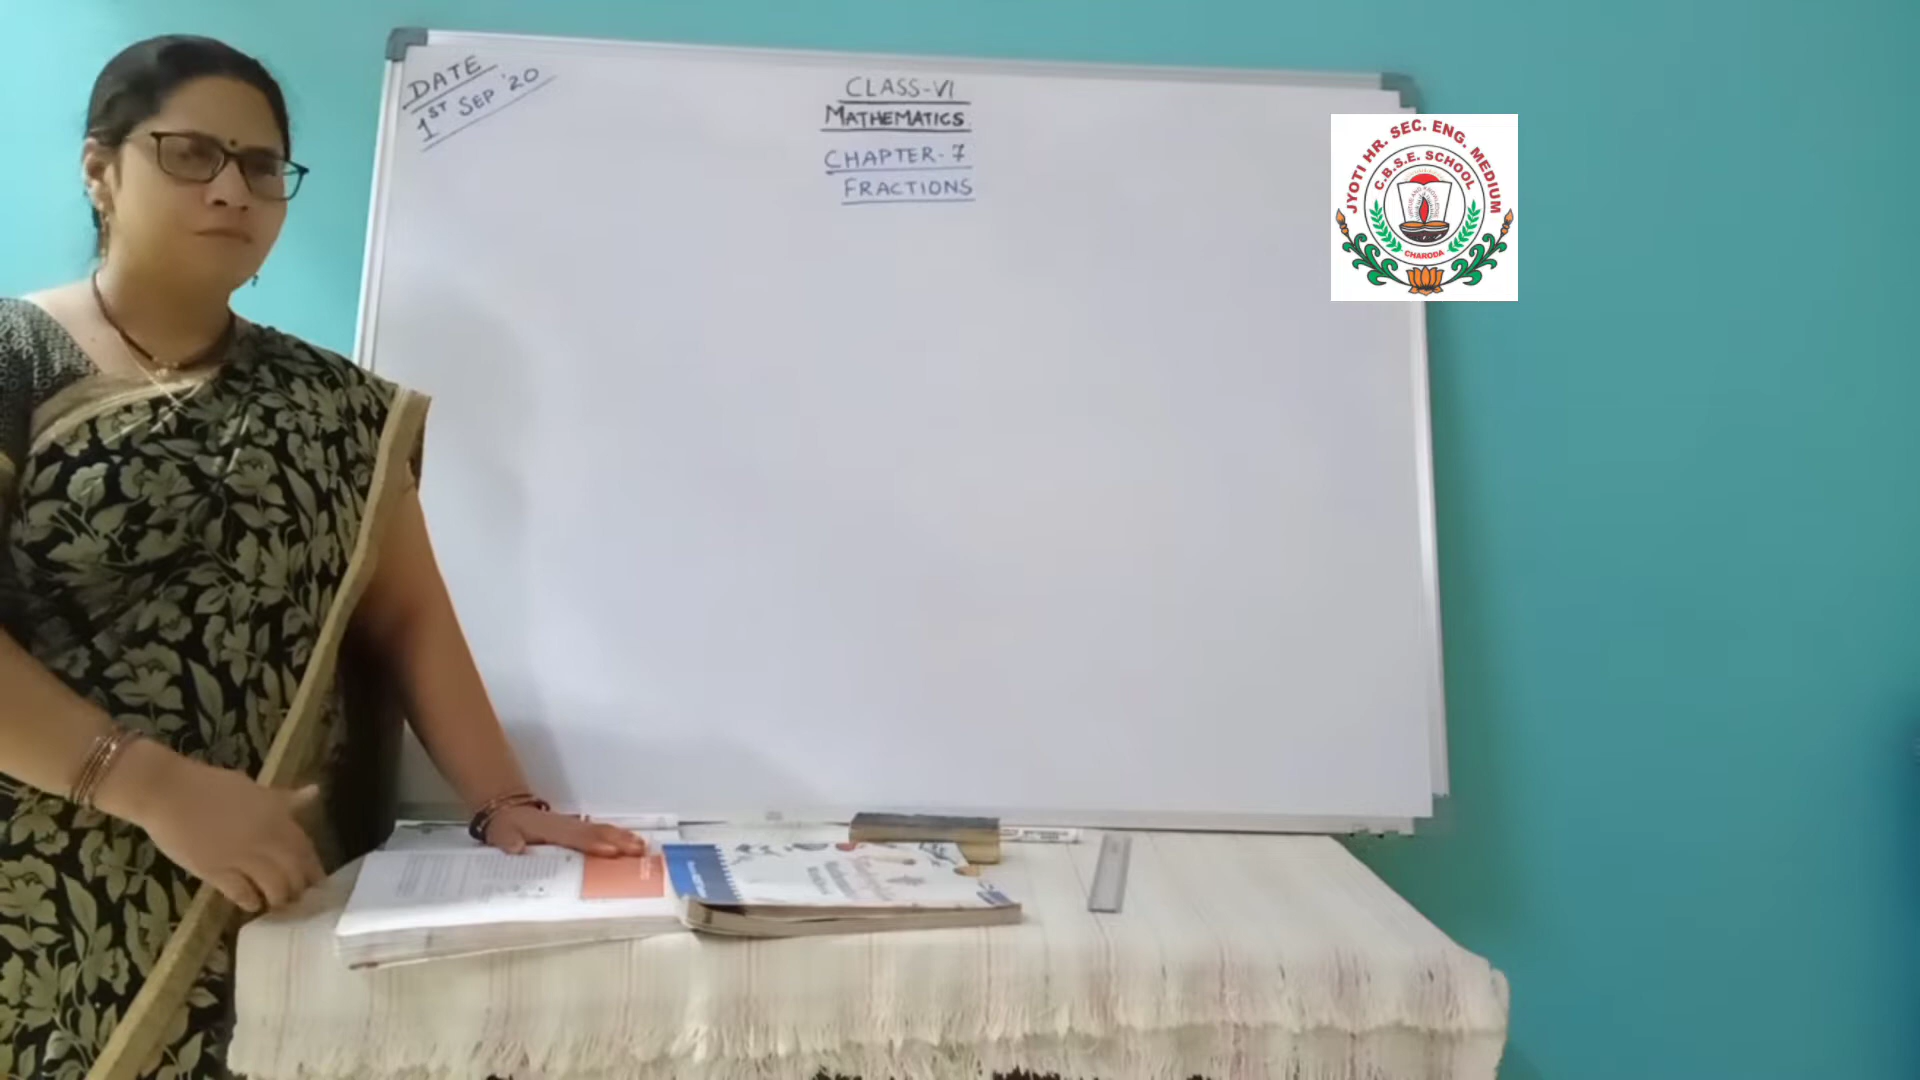 DATE
1ST SEP '20
CLASS-VI
MATHEMATICS
CHAPTER-7
FRACTIONS
JYOTI HR. SEC. ENG. MEDIUM
C.B.S.E. SCHOOL
CHARODA